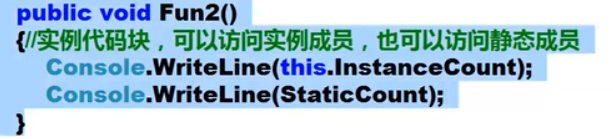 public void Fun2()
{//实例代码块，可以访问实例成员，也可以访问静态成员
Console.WriteLine(this.InstanceCount);
Console.WriteLine(StaticCount);
}